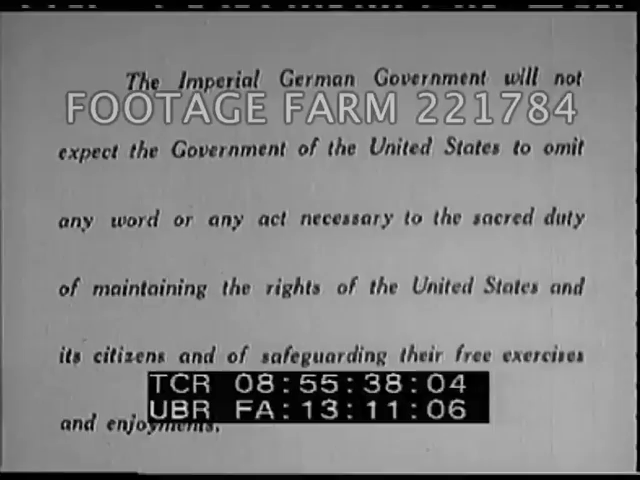 The Imperial German Government will not
FOOTAGE FARM 221784
expect the Government of the United States to omit
any word or any act necessary to the sacred duty
of maintaining the rights of the United States and
its citizens and of safeguarding their free exercises
TCR 08:55:38:04
UBR FA:13:11:06
and enjoyments.